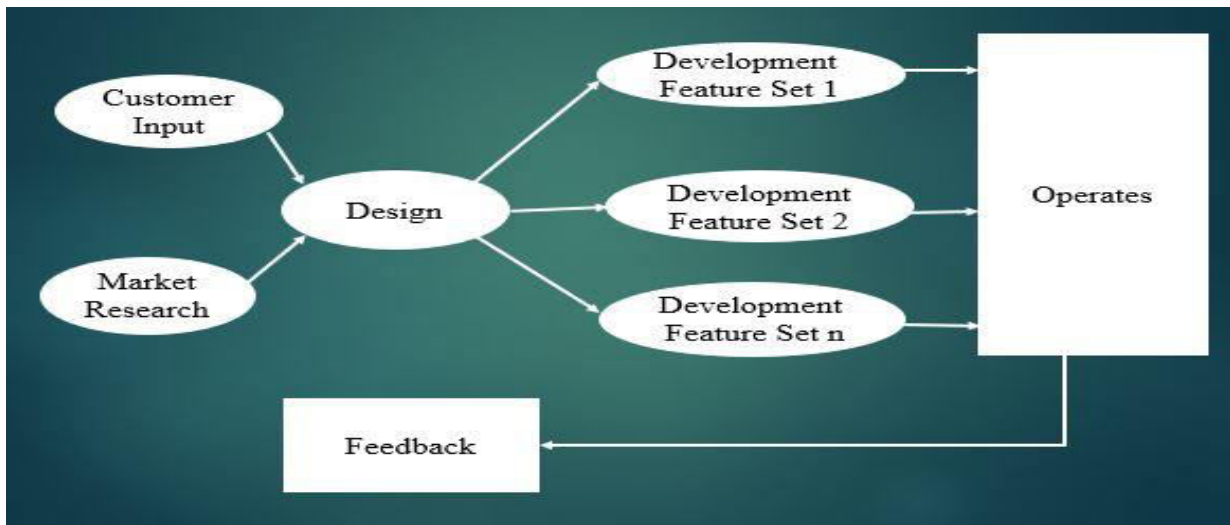 Customer
Input
Market
Research
Design
Development
Feature Set 1
Development
Feature Set 2
Development
Feature Set n
Operates
Feedback